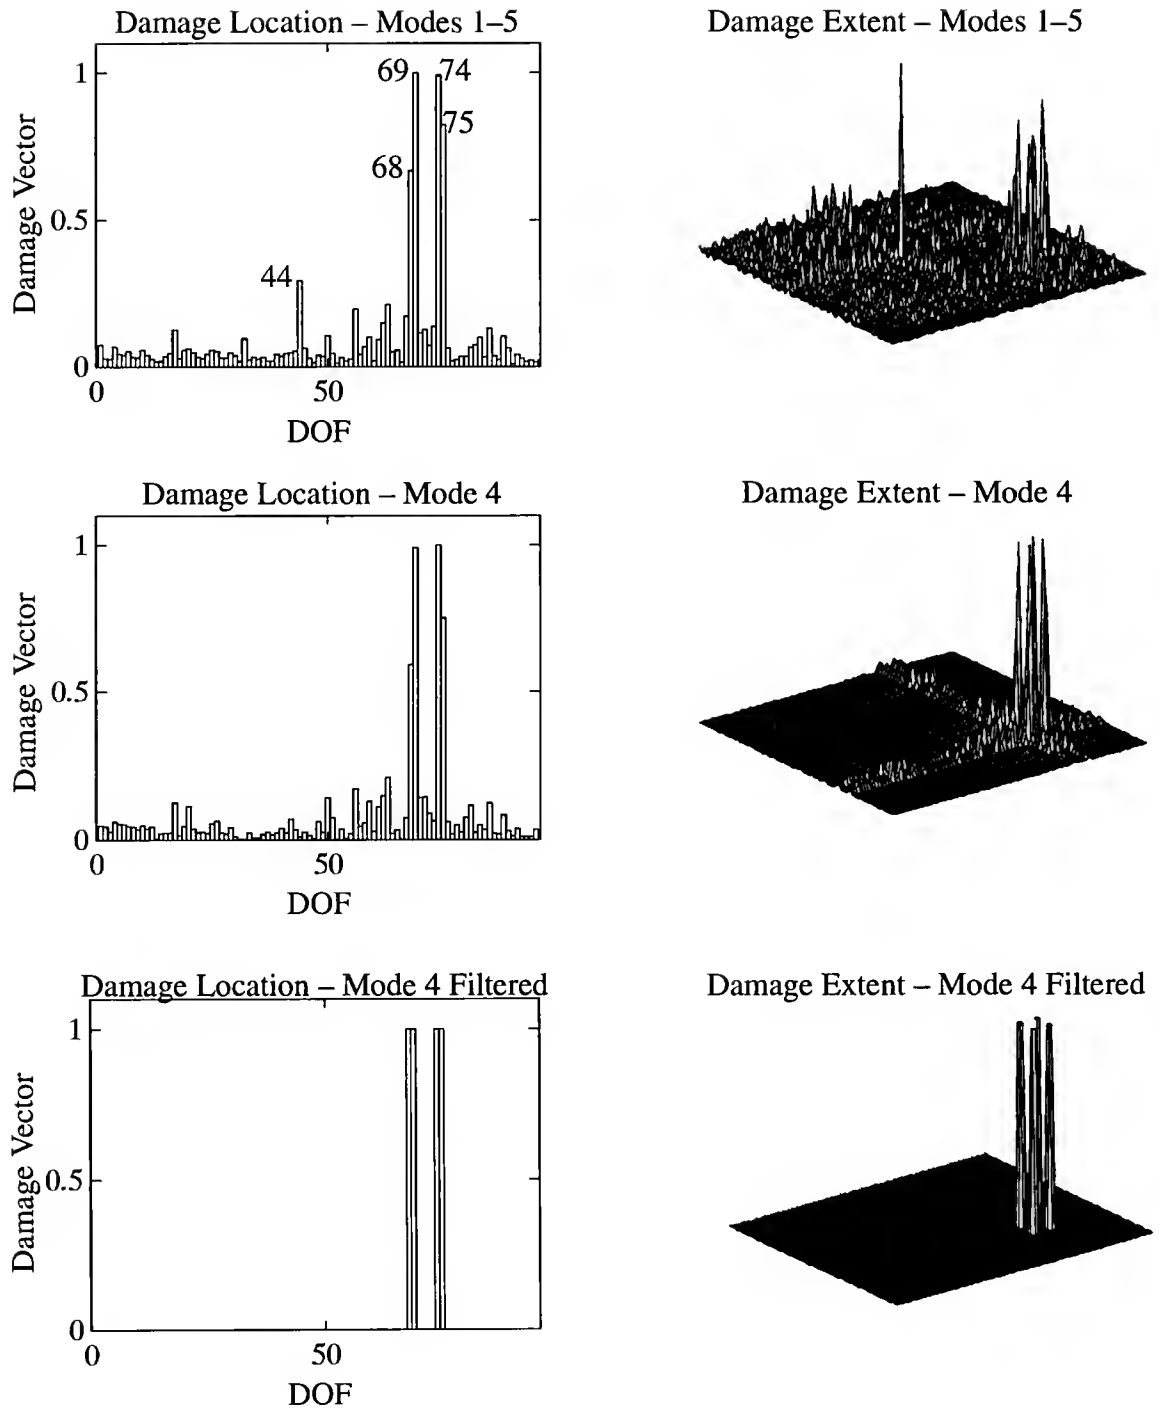 Damage Location – Modes 1–5
Damage Extent – Modes 1–5
Damage Vector
1
0.5
0
69
74
75
68
44
0
50
DOF
Damage Location – Mode 4
Damage Extent – Mode 4
Damage Vector
1
0.5
0
0
50
DOF
Damage Location – Mode 4 Filtered
Damage Extent – Mode 4 Filtered
Damage Vector
1
0.5
0
0
50
DOF